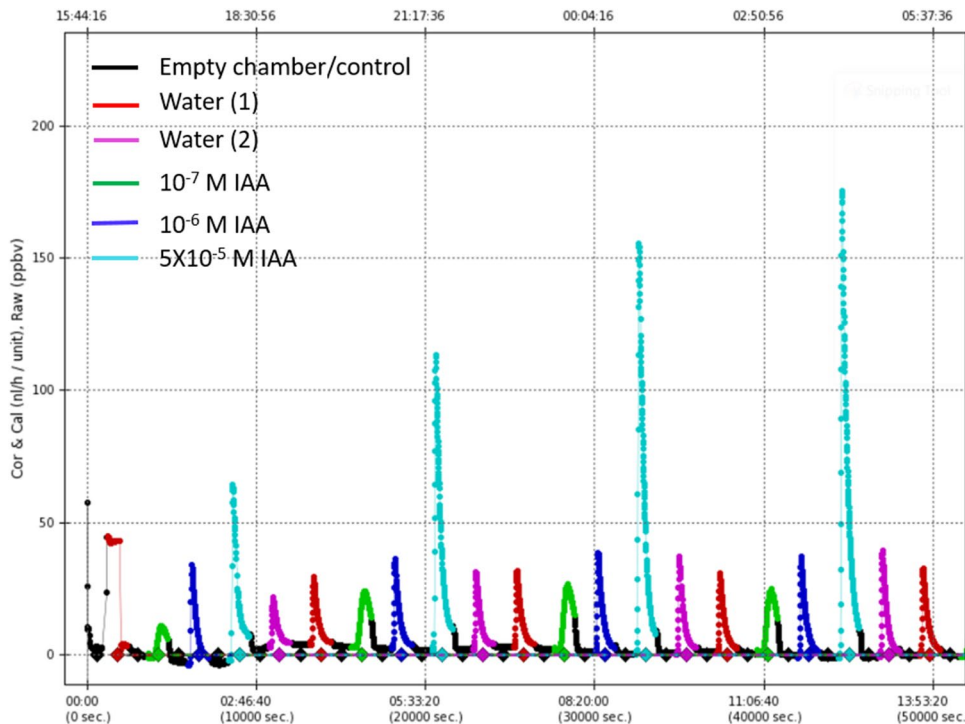 15:44:16 18:30:56 21:17:36 00:04:16 02:50:56 05:37:36
Empty chamber/control
Water (1)
Water (2)
10⁻⁷ M IAA
10⁻⁶ M IAA
5X10⁻⁵ M IAA
Snipping Tool
200
150
100
50
0
Cor & Cal (nl/h / unit), Raw (ppbv)
00:00 02:46:40 05:33:20 08:20:00 11:06:40 13:53:20
(0 sec.) (10000 sec.) (20000 sec.) (30000 sec.) (40000 sec.) (50000 sec.)